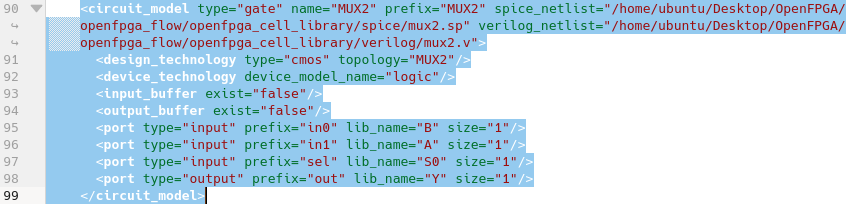 90 <circuit_model type="gate" name="MUX2" prefix="MUX2" spice_netlist="/home/ubuntu/Desktop/OpenFPGA/
openfpga_flow/openfpga_cell_library/spice/mux2.sp" verilog_netlist="/home/ubuntu/Desktop/OpenFPGA/
openfpga_flow/openfpga_cell_library/verilog/mux2.v">
91 <design_technology type="cmos" topology="MUX2"/>
92 <device_technology device_model_name="logic"/>
93 <input_buffer exist="false"/>
94 <output_buffer exist="false"/>
95 <port type="input" prefix="in0" lib_name="B" size="1"/>
96 <port type="input" prefix="in1" lib_name="A" size="1"/>
97 <port type="input" prefix="sel" lib_name="S0" size="1"/>
98 <port type="output" prefix="out" lib_name="Y" size="1"/>
99 </circuit_model>